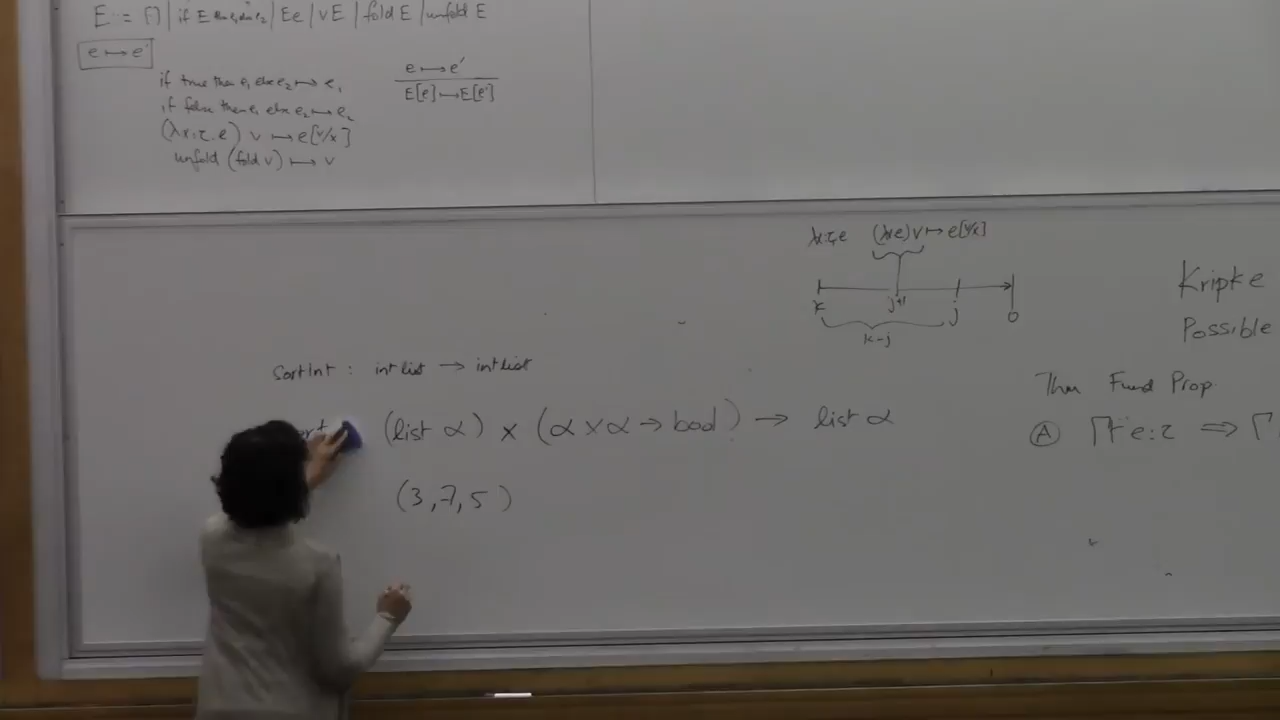 E ::= [] | if E then e₁ else e₂ | E e | v E | fold E | unfold E
e ↦ e'
if true then e₁ else e₂ ↦ e₁
if false then e₁ else e₂ ↦ e₂
(λx:τ. e) v ↦ e[v/x]
unfold (fold v) ↦ v
e ↦ e'
E[e] ↦ E[e']
λx:τ.e (λx.e) v ↦ e[v/x]
k j+1 j 0
k-j
Kripke
Possible
SortInt : int list → int list
(list α) × (α × α → bool) → list α
(3,7,5)
Thm Fund Prop.
Ⓐ Γ ⊢ e:τ ⟹ Γ